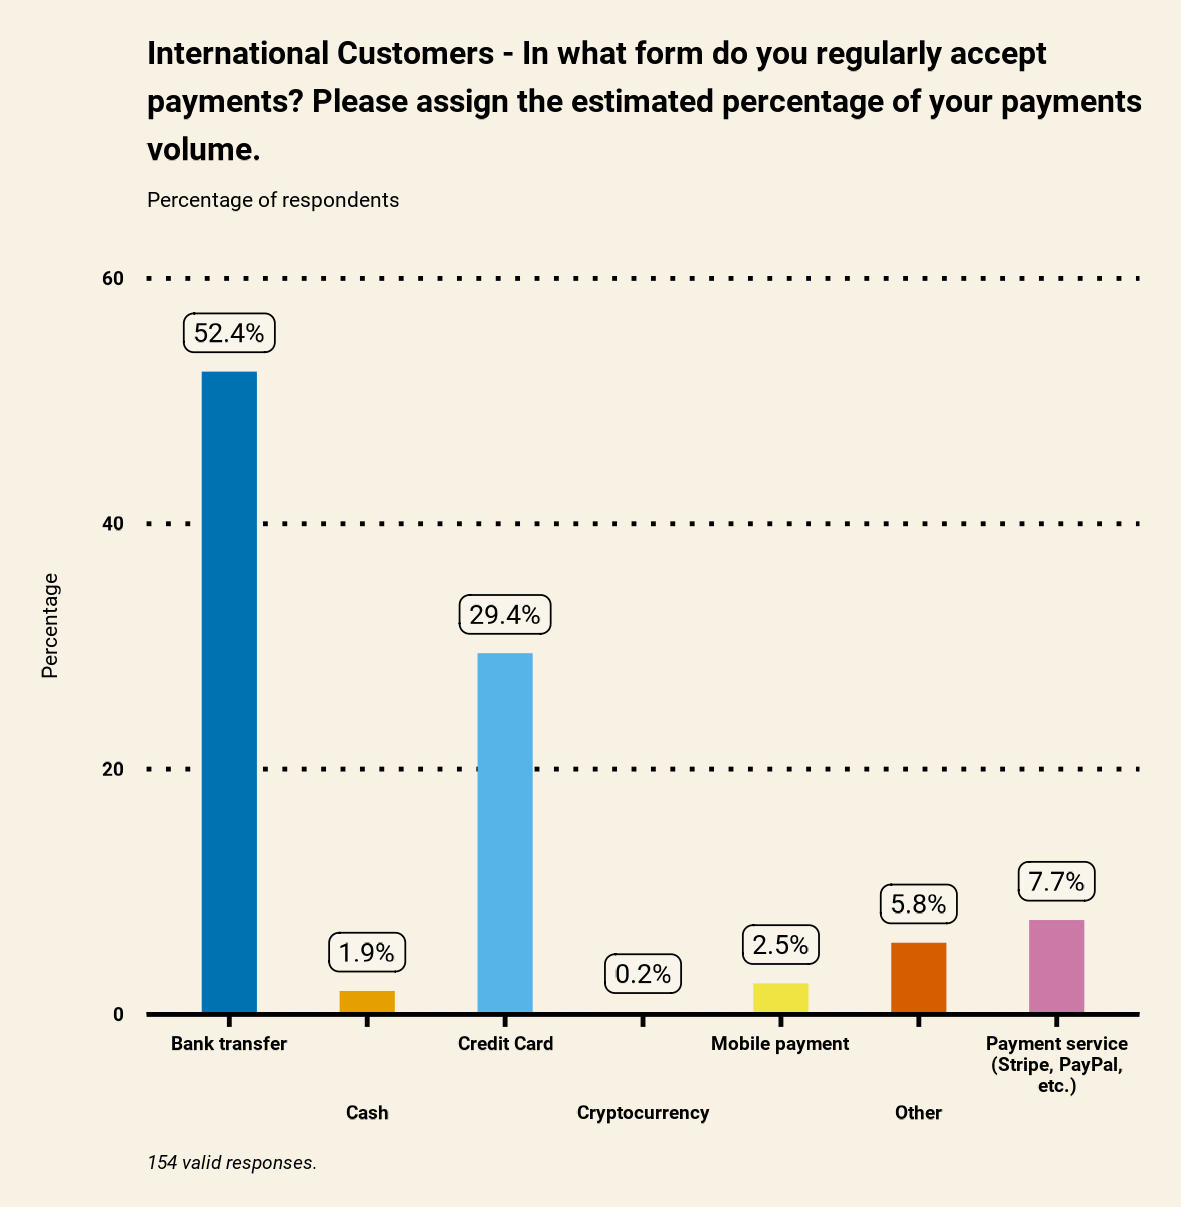 International Customers - In what form do you regularly accept
payments? Please assign the estimated percentage of your payments
volume.
Percentage of respondents
60
52.4%
40
Percentage
29.4%
20
7.7%
5.8%
2.5%
1.9%
0.2%
0
Bank transfer
Credit Card
Mobile payment
Payment service
(Stripe, PayPal,
etc.)
Cash
Cryptocurrency
Other
154 valid responses.